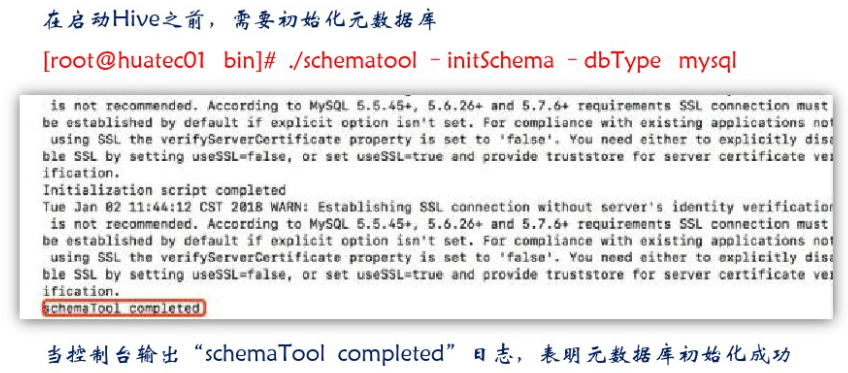 在启动Hive之前，需要初始化元数据库
[root@huatec01 bin]# ./schematool -initSchema -dbType mysql
is not recommended. According to MySQL 5.5.45+, 5.6.26+ and 5.7.6+ requirements SSL connection must
be established by default if explicit option isn't set. For compliance with existing applications not
using SSL the verifyServerCertificate property is set to 'false'. You need either to explicitly disa
ble SSL by setting useSSL=false, or set useSSL=true and provide truststore for server certificate ver
ification.
Initialization script completed
Tue Jan 02 11:44:12 CST 2018 WARN: Establishing SSL connection without server's identity verification
is not recommended. According to MySQL 5.5.45+, 5.6.26+ and 5.7.6+ requirements SSL connection must
be established by default if explicit option isn't set. For compliance with existing applications not
using SSL the verifyServerCertificate property is set to 'false'. You need either to explicitly disa
ble SSL by setting useSSL=false, or set useSSL=true and provide truststore for server certificate ver
ification.
schemaTool completed
当控制台输出“schemaTool completed”日志，表明元数据库初始化成功